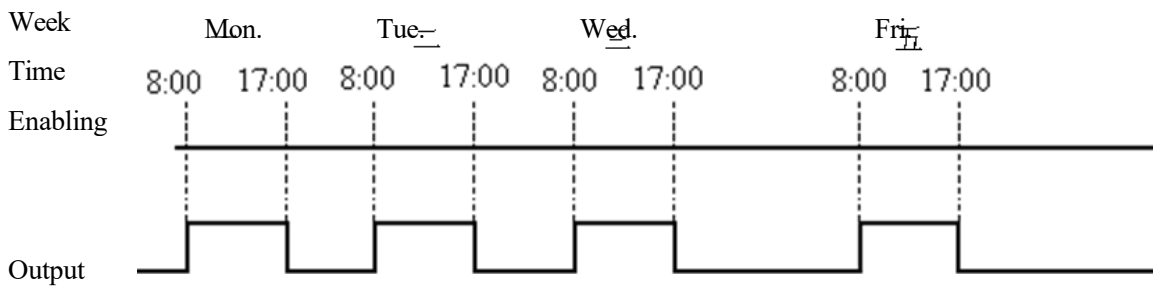 Week Mon. Tue. 二 Wed. 三 Fri. 五
Time 8:00 17:00 8:00 17:00 8:00 17:00 8:00 17:00
Enabling
Output